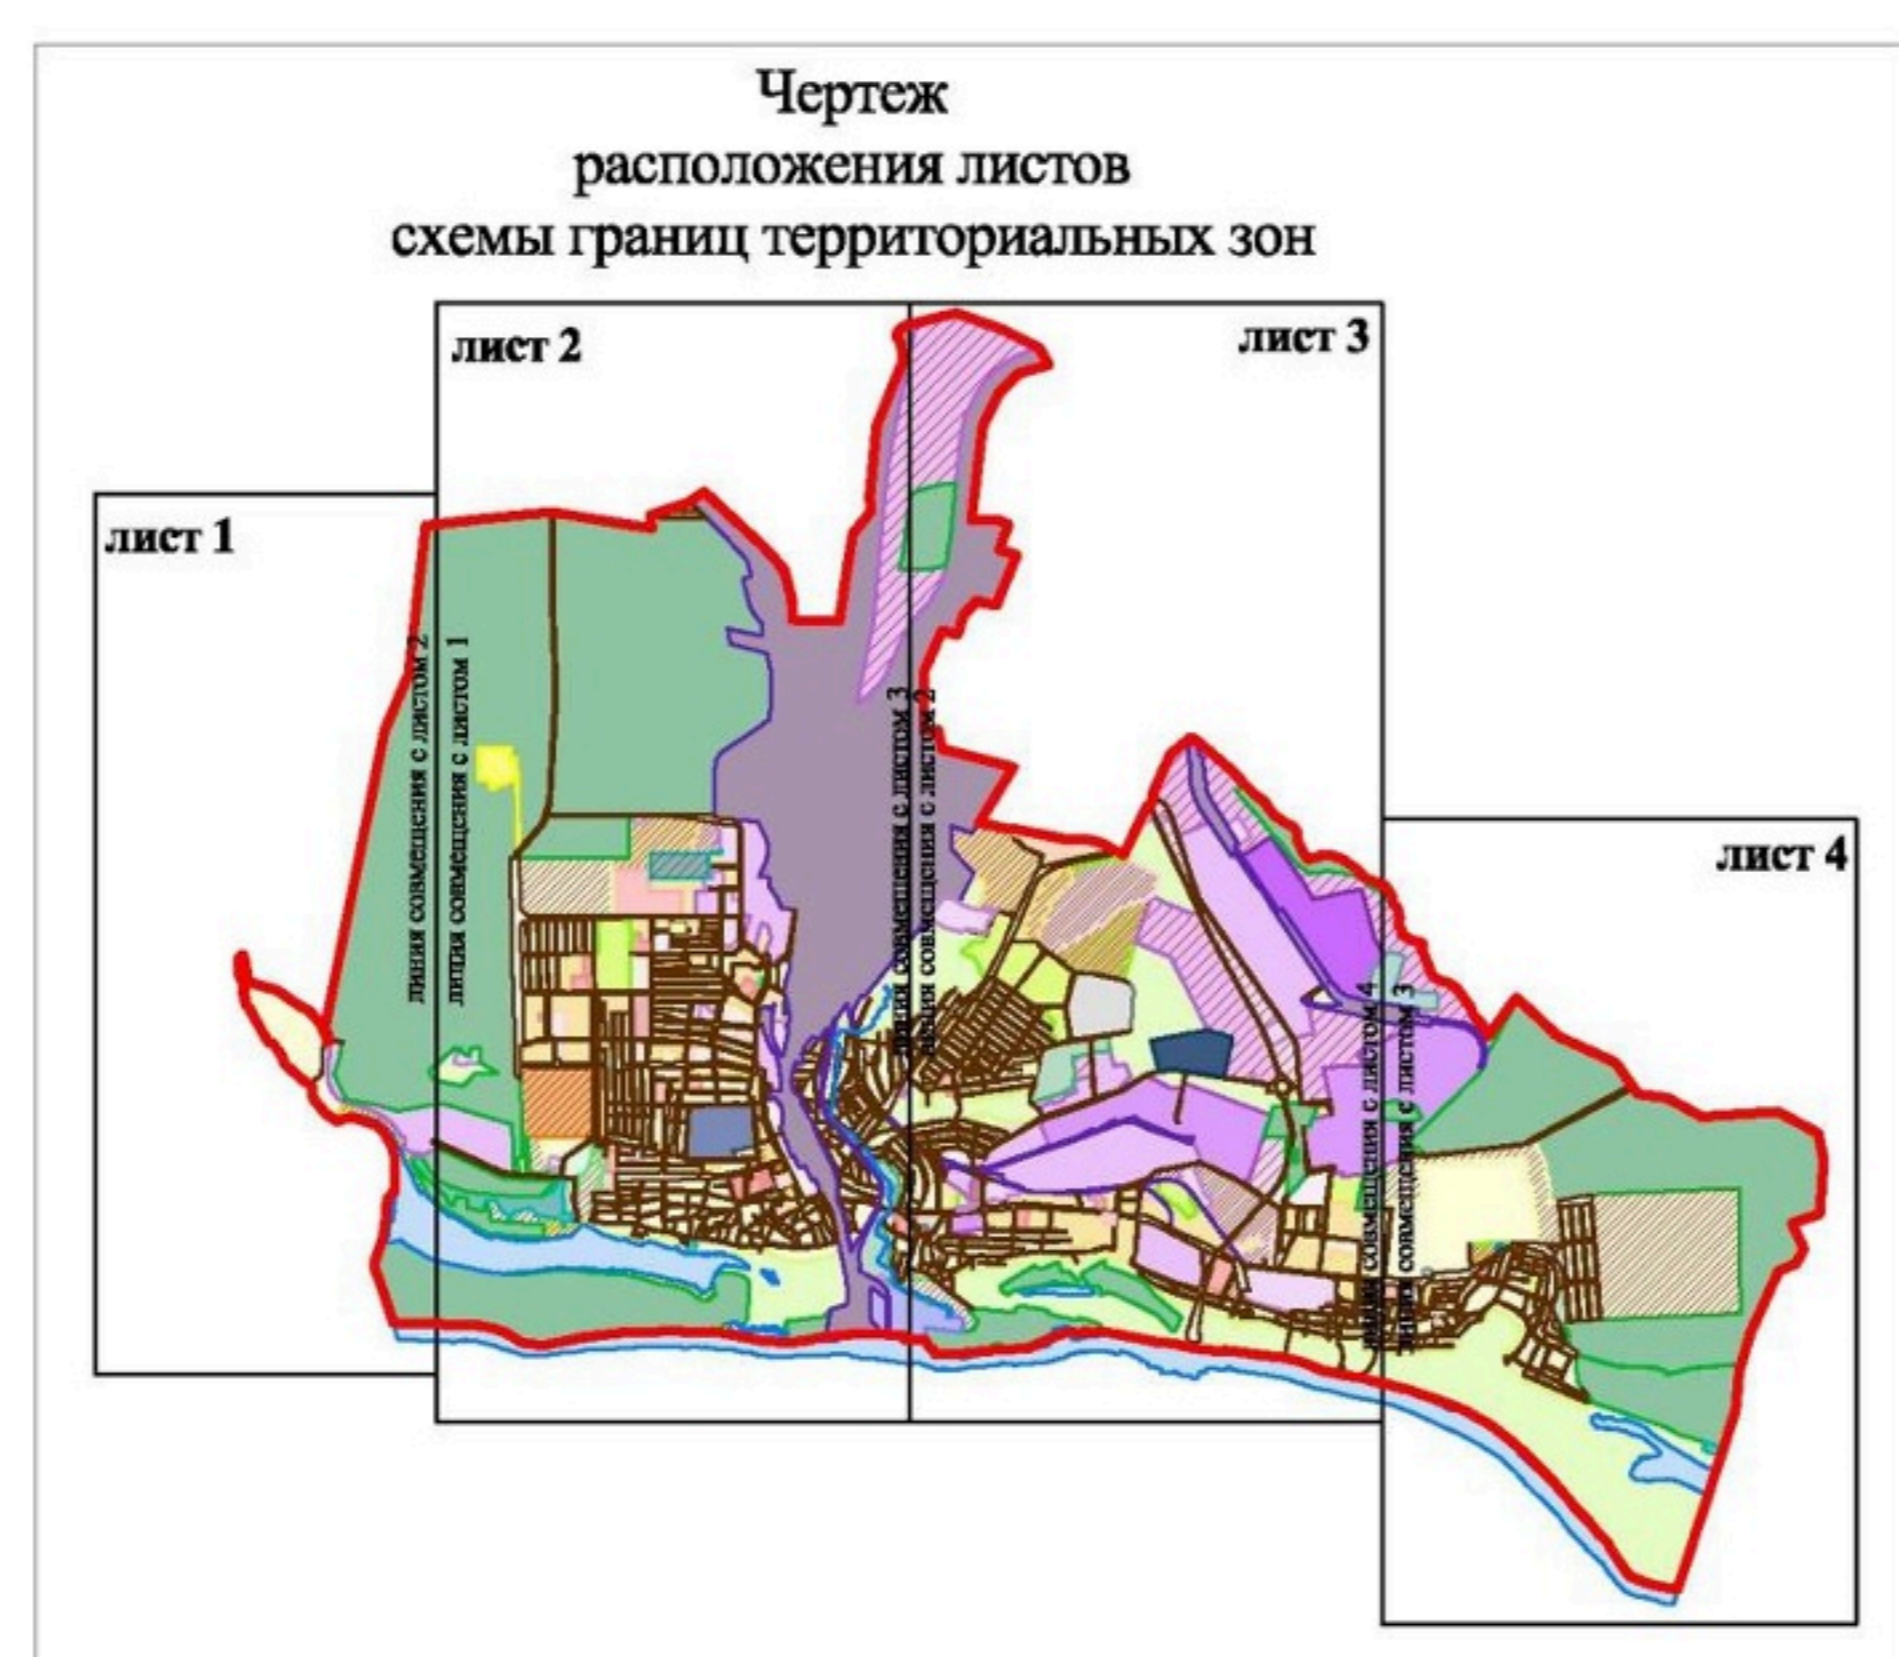 Чертеж
расположения листов
схемы границ территориальных зон
лист 2
лист 3
лист 1
линия совмещения с листом 2
линия совмещения с листом 1
линия совмещения с листом 3
линия совмещения с листом 2
лист 4
линия совмещения с листом 4
линия совмещения с листом 3